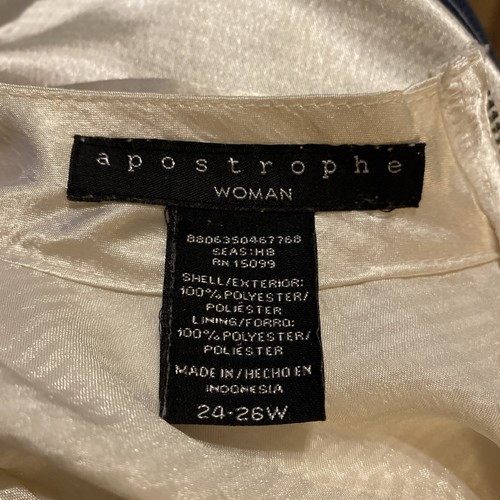 apostrophe
WOMAN
8806350467768
SEAS:HB
RN 15099
SHELL/EXTERIOR:
100% POLYESTER/
POLIÉSTER
LINING/FORRO:
100% POLYESTER/
POLIÉSTER
MADE IN/HECHO EN
INDONESIA
24-26W